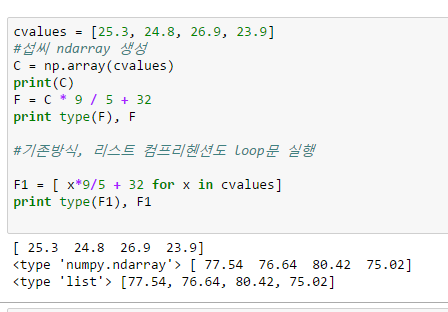 cvalues = [25.3, 24.8, 26.9, 23.9]
#섭씨 ndarray 생성
C = np.array(cvalues)
print(C)
F = C * 9 / 5 + 32
print type(F), F
#기존방식, 리스트 컴프리헨션도 loop문 실행
F1 = [ x*9/5 + 32 for x in cvalues]
print type(F1), F1
[ 25.3  24.8  26.9  23.9]
<type 'numpy.ndarray'> [ 77.54  76.64  80.42  75.02]
<type 'list'> [77.54, 76.64, 80.42, 75.02]